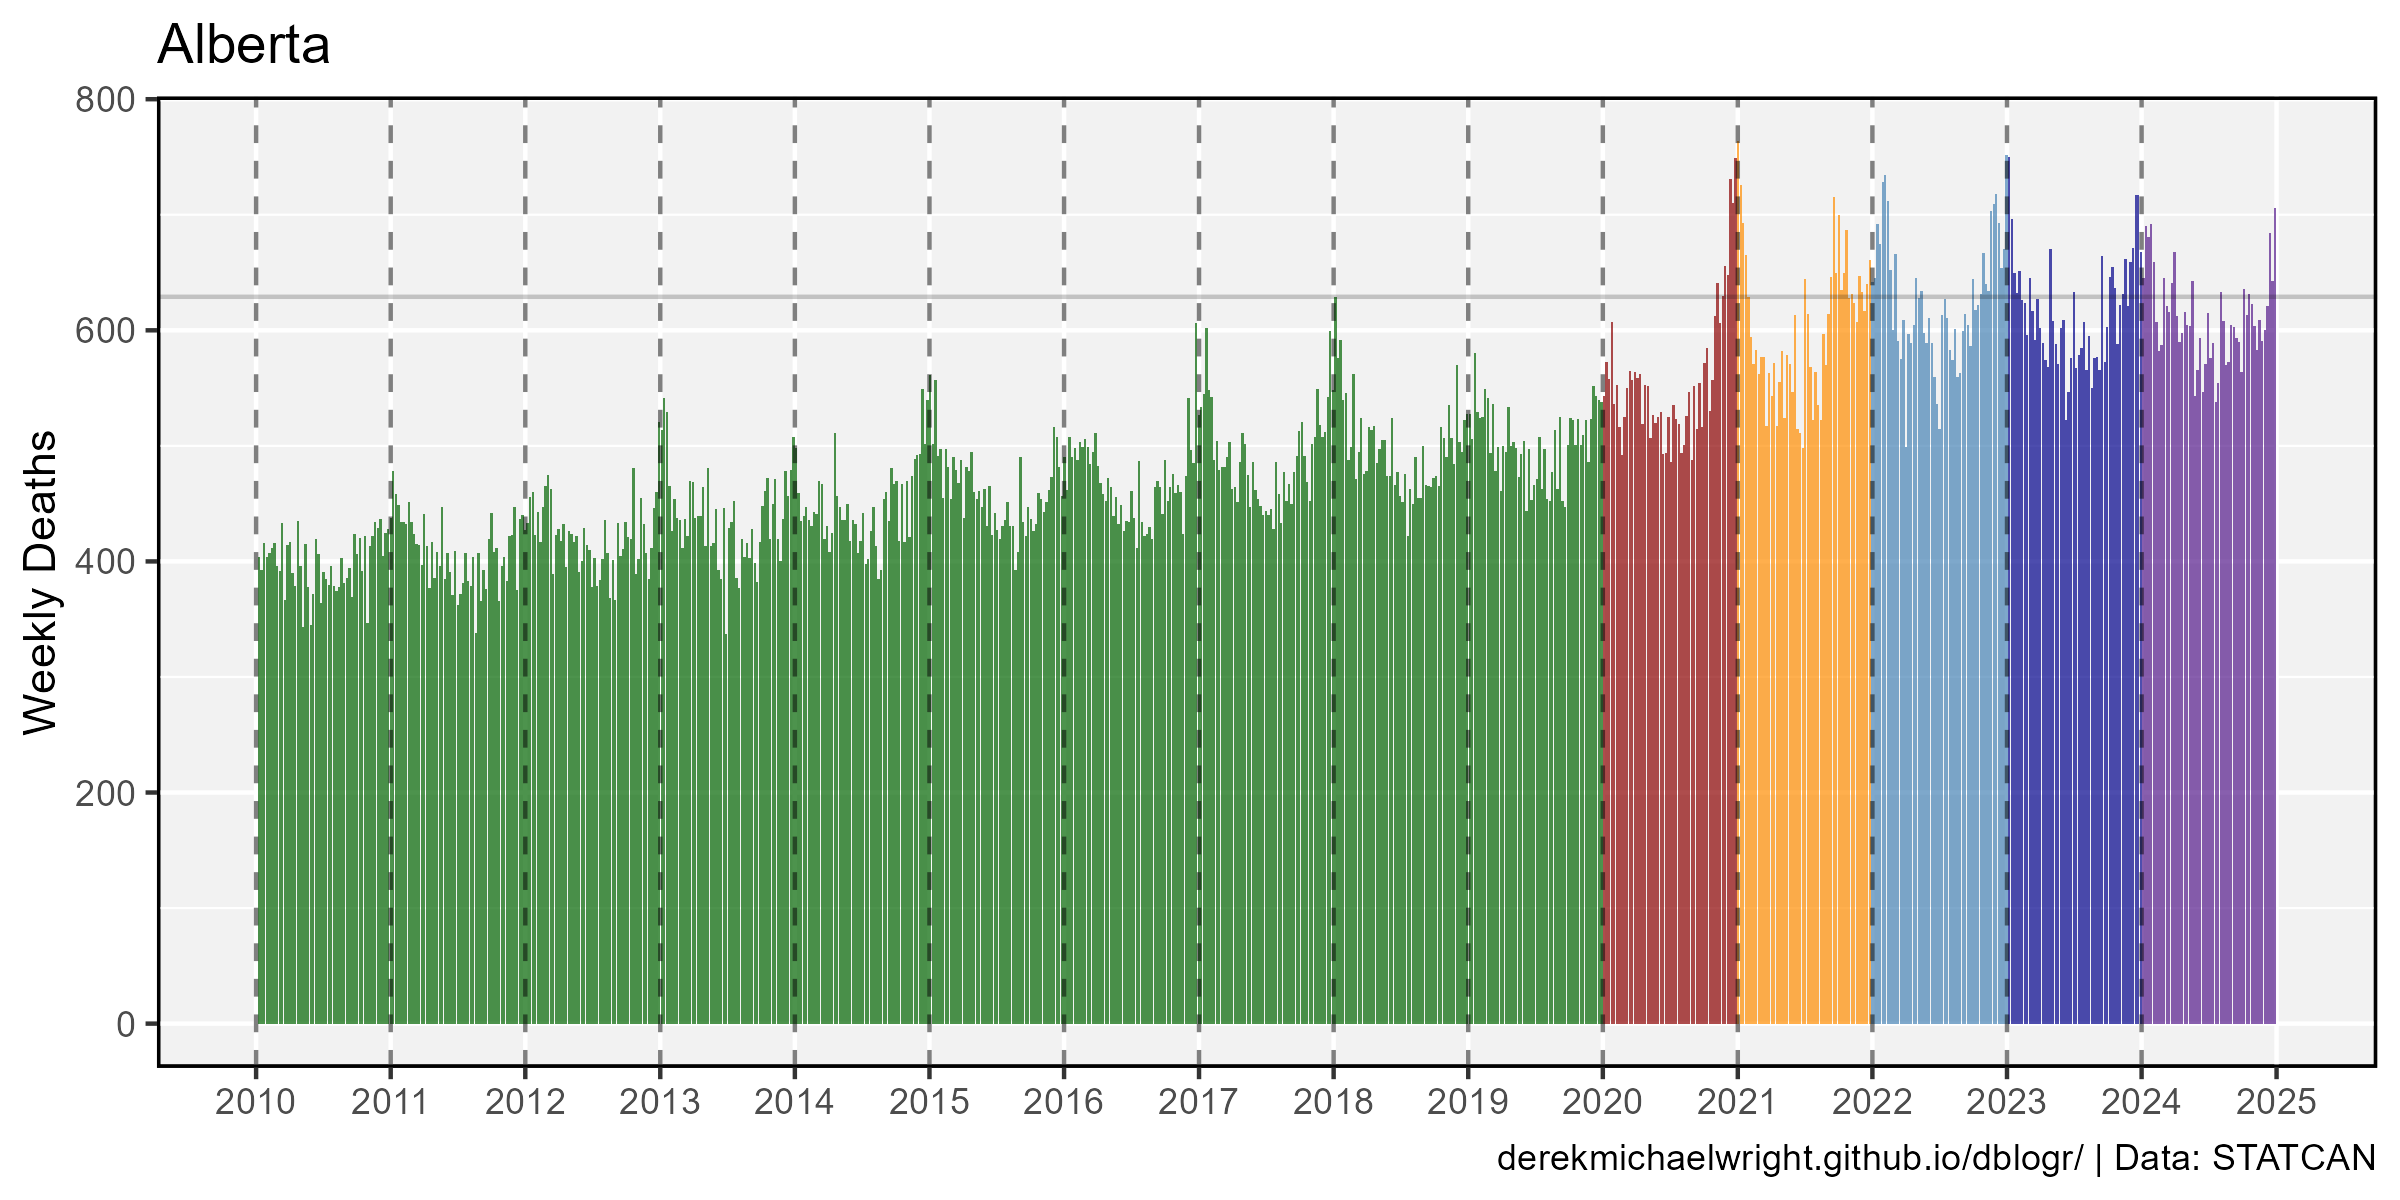 Alberta
800
600
400
200
0
Weekly Deaths
2010 2011 2012 2013 2014 2015 2016 2017 2018 2019 2020 2021 2022 2023 2024 2025
derekmichaelwright.github.io/dblogr/ | Data: STATCAN